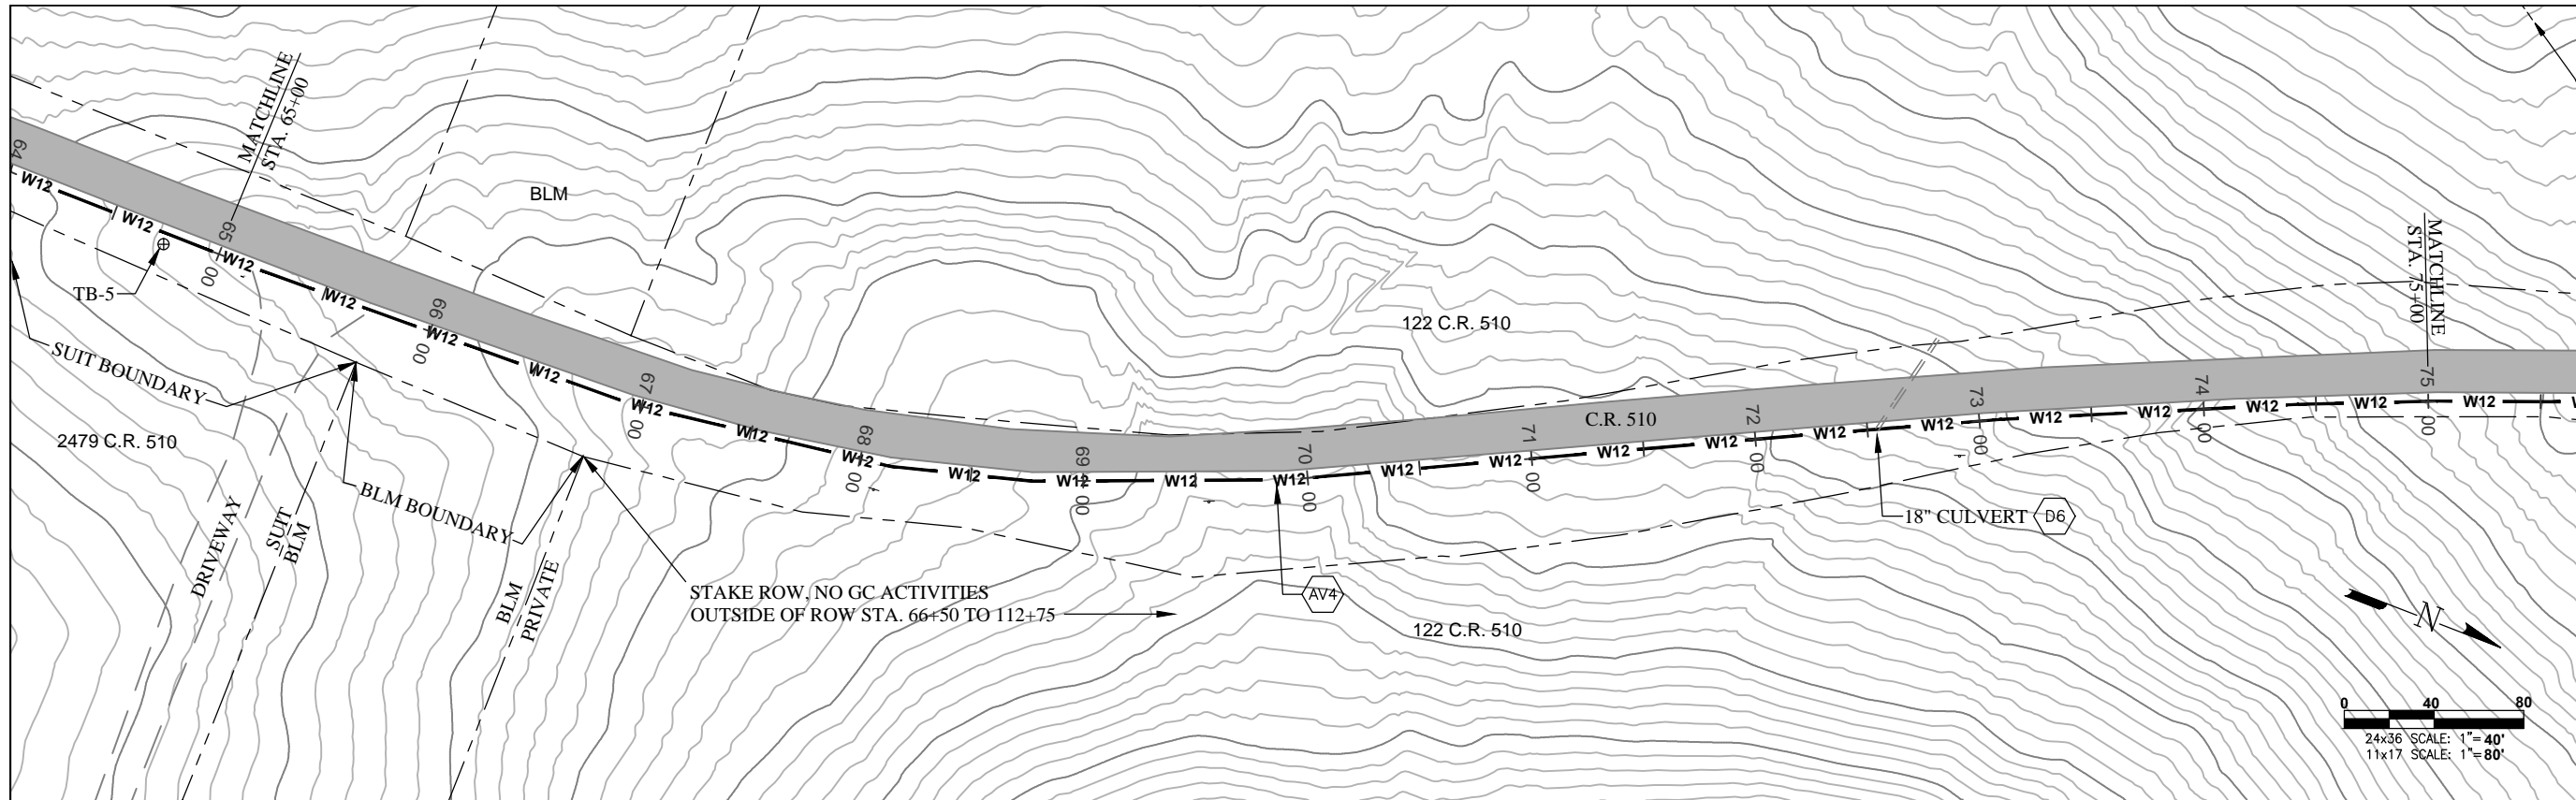 MATCHLINE
STA. 65+00
BLM
64
W12
W12
65
00
W12
W12
TB-5
66
00
W12
W12
SUIT BOUNDARY
2479 C.R. 510
DRIVEWAY
SUIT
BLM
BLM BOUNDARY
BLM
PRIVATE
67
00
W12
W12
68
00
W12
W12
STAKE ROW, NO GC ACTIVITIES
OUTSIDE OF ROW STA. 66+50 TO 112+75
69
00
W12
W12
W12
70
00
AV4
W12
W12
122 C.R. 510
71
00
C.R. 510
W12
W12
72
00
W12
W12
122 C.R. 510
18" CULVERT
D6
73
00
W12
W12
74
00
W12
W12
MATCHLINE
STA. 75+00
75
00
W12
N
0 40 80
24x36 SCALE: 1"=40'
11x17 SCALE: 1"=80'